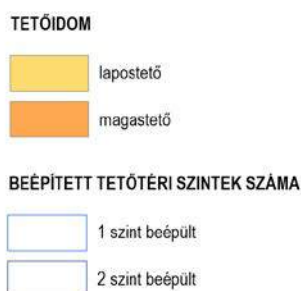 TETŐIDOM
lapostető
magastető
BEÉPÍTETT TETŐTÉRI SZINTEK SZÁMA
1 szint beépült
2 szint beépült